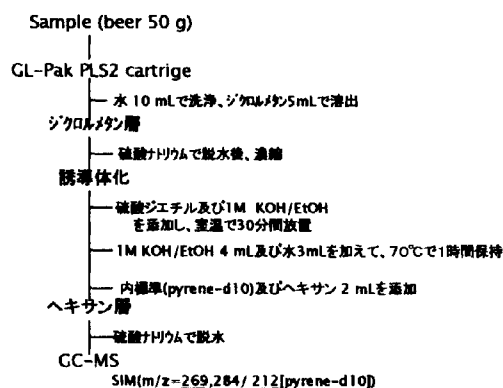 Sample (beer 50 g)
GL-Pak PLS2 cartrige
水 10 mLで洗浄、ジクロルメタン5mLで溶出
ジクロルメタン層
硫酸ナトリウムで脱水後、濃縮
誘導体化
硫酸ジエチル及び1M KOH/EtOH
を添加し、室温で30分間放置
1M KOH/EtOH 4 mL及び水3mLを加えて、70℃で1時間保持
内標準(pyrene-d10)及びヘキサン 2 mLを添加
ヘキサン層
硫酸ナトリウムで脱水
GC-MS
SIM(m/z=269,284/ 212[pyrene-d10])